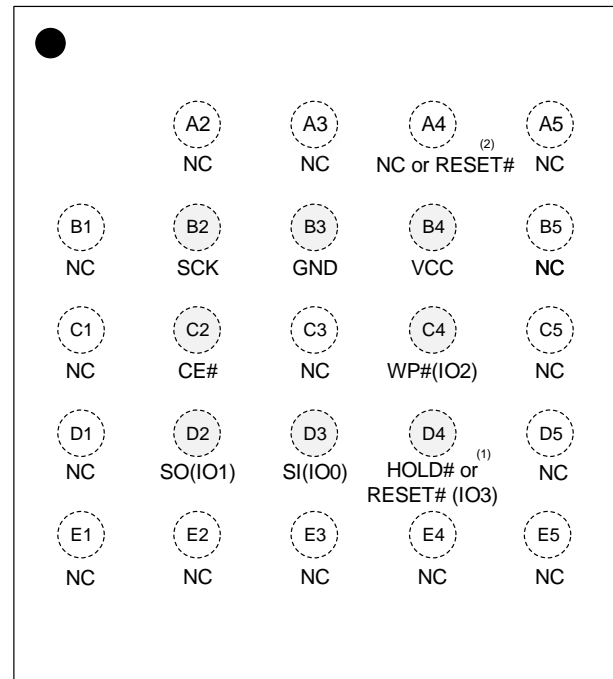 A2 A3 A4 A5
(2)
NC NC NC or RESET# NC
B1 B2 B3 B4 B5
NC SCK GND VCC NC
C1 C2 C3 C4 C5
NC CE# NC WP#(IO2) NC
D1 D2 D3 D4 D5
(1)
NC SO(IO1) SI(IO0) HOLD# or NC
RESET# (IO3)
E1 E2 E3 E4 E5
NC NC NC NC NC